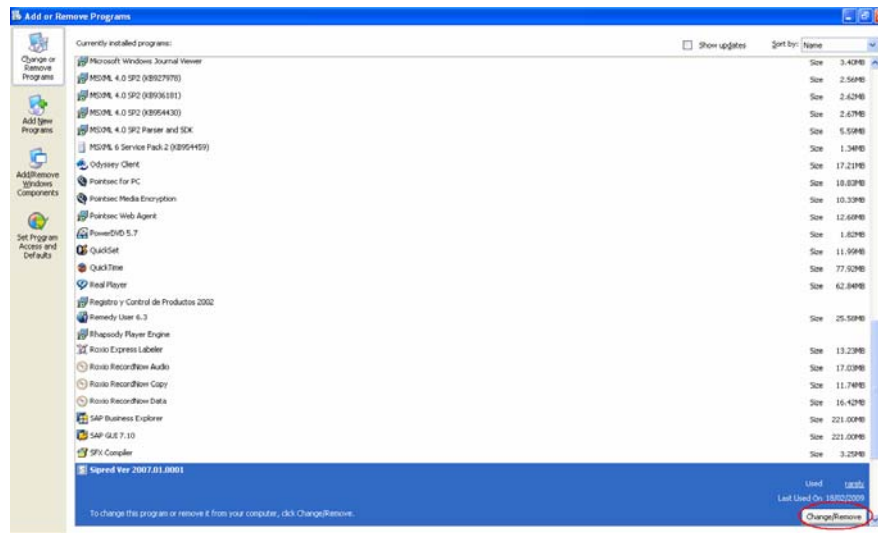 Add or Remove Programs
Change or Remove Programs
Add New Programs
Add/Remove Windows Components
Set Program Access and Defaults
Currently installed programs:
Show updates
Sort by: Name
Microsoft Windows Journal Viewer Size 3.40MB
MSXML 4.0 SP2 (KB927978) Size 2.56MB
MSXML 4.0 SP2 (KB936181) Size 2.62MB
MSXML 4.0 SP2 (KB954430) Size 2.67MB
MSXML 4.0 SP2 Parser and SDK Size 5.59MB
MSXML 6 Service Pack 2 (KB954459) Size 1.34MB
Odyssey Client Size 17.21MB
Pointsec for PC Size 18.83MB
Pointsec Media Encryption Size 10.33MB
Pointsec Web Agent Size 12.68MB
PowerDVD 5.7 Size 1.82MB
QuickSet Size 11.99MB
QuickTime Size 77.92MB
Real Player Size 62.84MB
Registro y Control de Productos 2002
Remedy User 6.3 Size 25.58MB
Rhapsody Player Engine
Roxio Express Labeler Size 13.23MB
Roxio RecordNow Audio Size 17.03MB
Roxio RecordNow Copy Size 11.74MB
Roxio RecordNow Data Size 16.42MB
SAP Business Explorer Size 221.00MB
SAP GUI 7.10 Size 221.00MB
SFX Compiler Size 3.25MB
Sipred Ver 2007.01.0001
Used rarely
Last Used On 16/02/2009
To change this program or remove it from your computer, click Change/Remove.
Change/Remove